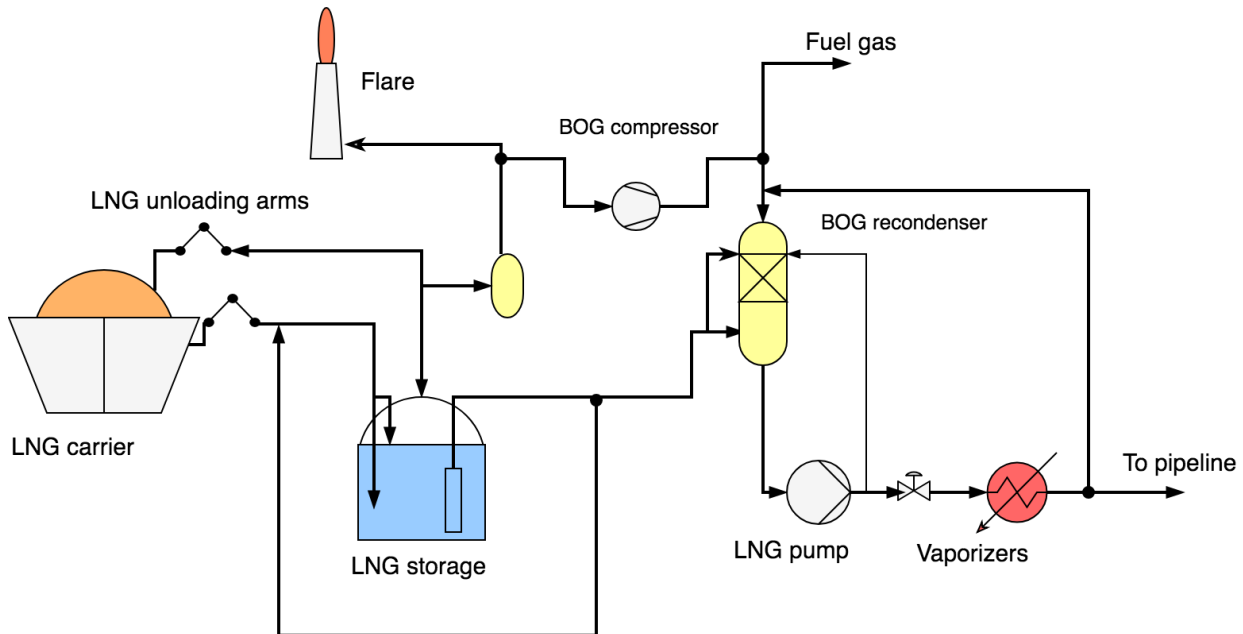 Fuel gas
Flare
BOG compressor
LNG unloading arms
BOG recondenser
LNG carrier
To pipeline
LNG pump
Vaporizers
LNG storage